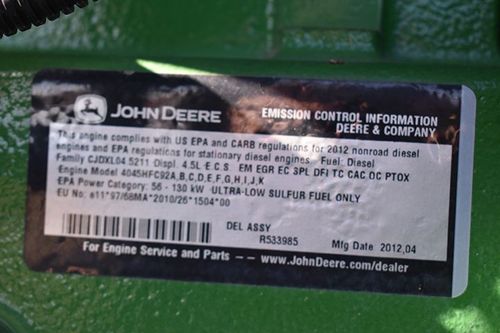 JOHN DEERE
EMISSION CONTROL INFORMATION
DEERE & COMPANY
This engine complies with US EPA and CARB regulations for 2012 nonroad diesel
engines and EPA regulations for stationary diesel engines Fuel: Diesel
Family CJDXL04 5211 Displ: 4.5L E.C.S. EM EGR EC 3PL DFI TC CAC OC PTOX
Engine Model 4045HFC92A,B,C,D,E,F,G,H,I,J,K
EPA Power Category: 56 - 130 kW ULTRA-LOW SULFUR FUEL ONLY
EU No: e11*97/68MA*2010/26*1504*00
DEL ASSY
R533985
Mfg Date 2012,04
For Engine Service and Parts -- www.JohnDeere.com/dealer